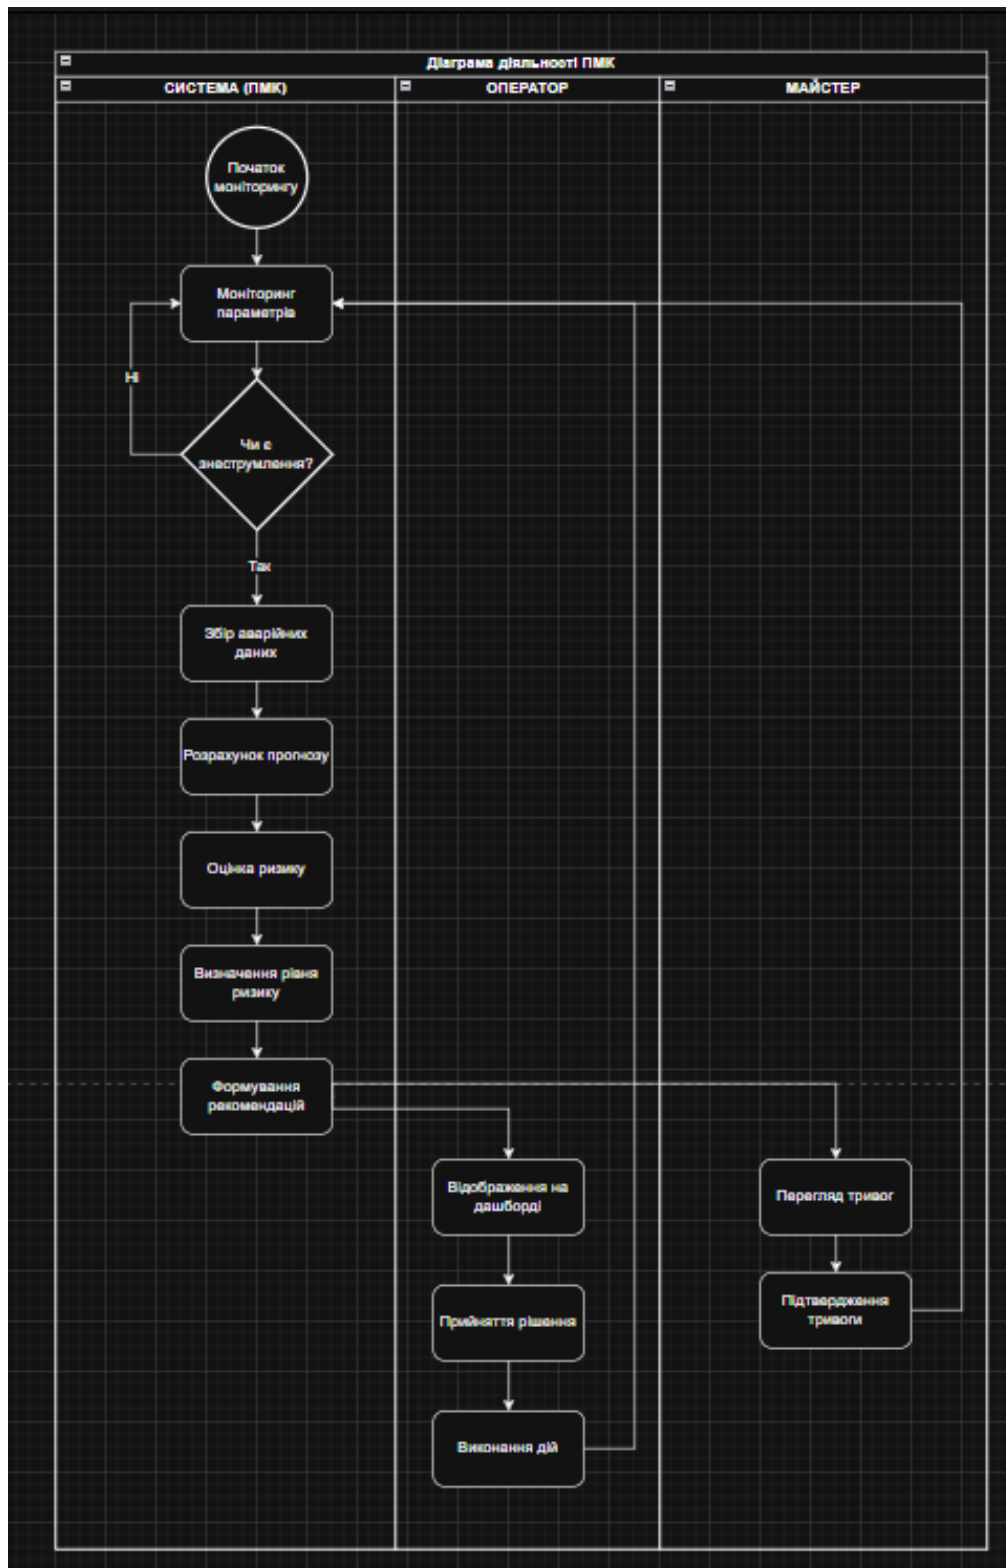 Діаграма діяльності ПМК
СИСТЕМА (ПМК)
ОПЕРАТОР
МАЙСТЕР
Початок
моніторингу
Моніторинг
параметрів
Ні
Чи є
знеструмлення?
Так
Збір аварійних
даних
Розрахунок прогнозу
Оцінка ризику
Визначення рівня
ризику
Формування
рекомендацій
Відображення на
дашборді
Перегляд тривог
Прийняття рішення
Підтвердження
тривоги
Виконання дій